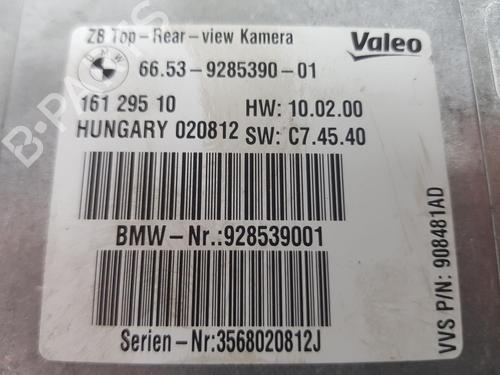 ZB Top-Rear-view Kamera
Valeo
BMW
66.53-9285390-01
161 295 10
HW: 10.02.00
HUNGARY 020812
SW: C7.45.40
BMW-Nr.:928539001
Serien-Nr:3568020812J
VVS P/N: 908481AD
B-PARTS